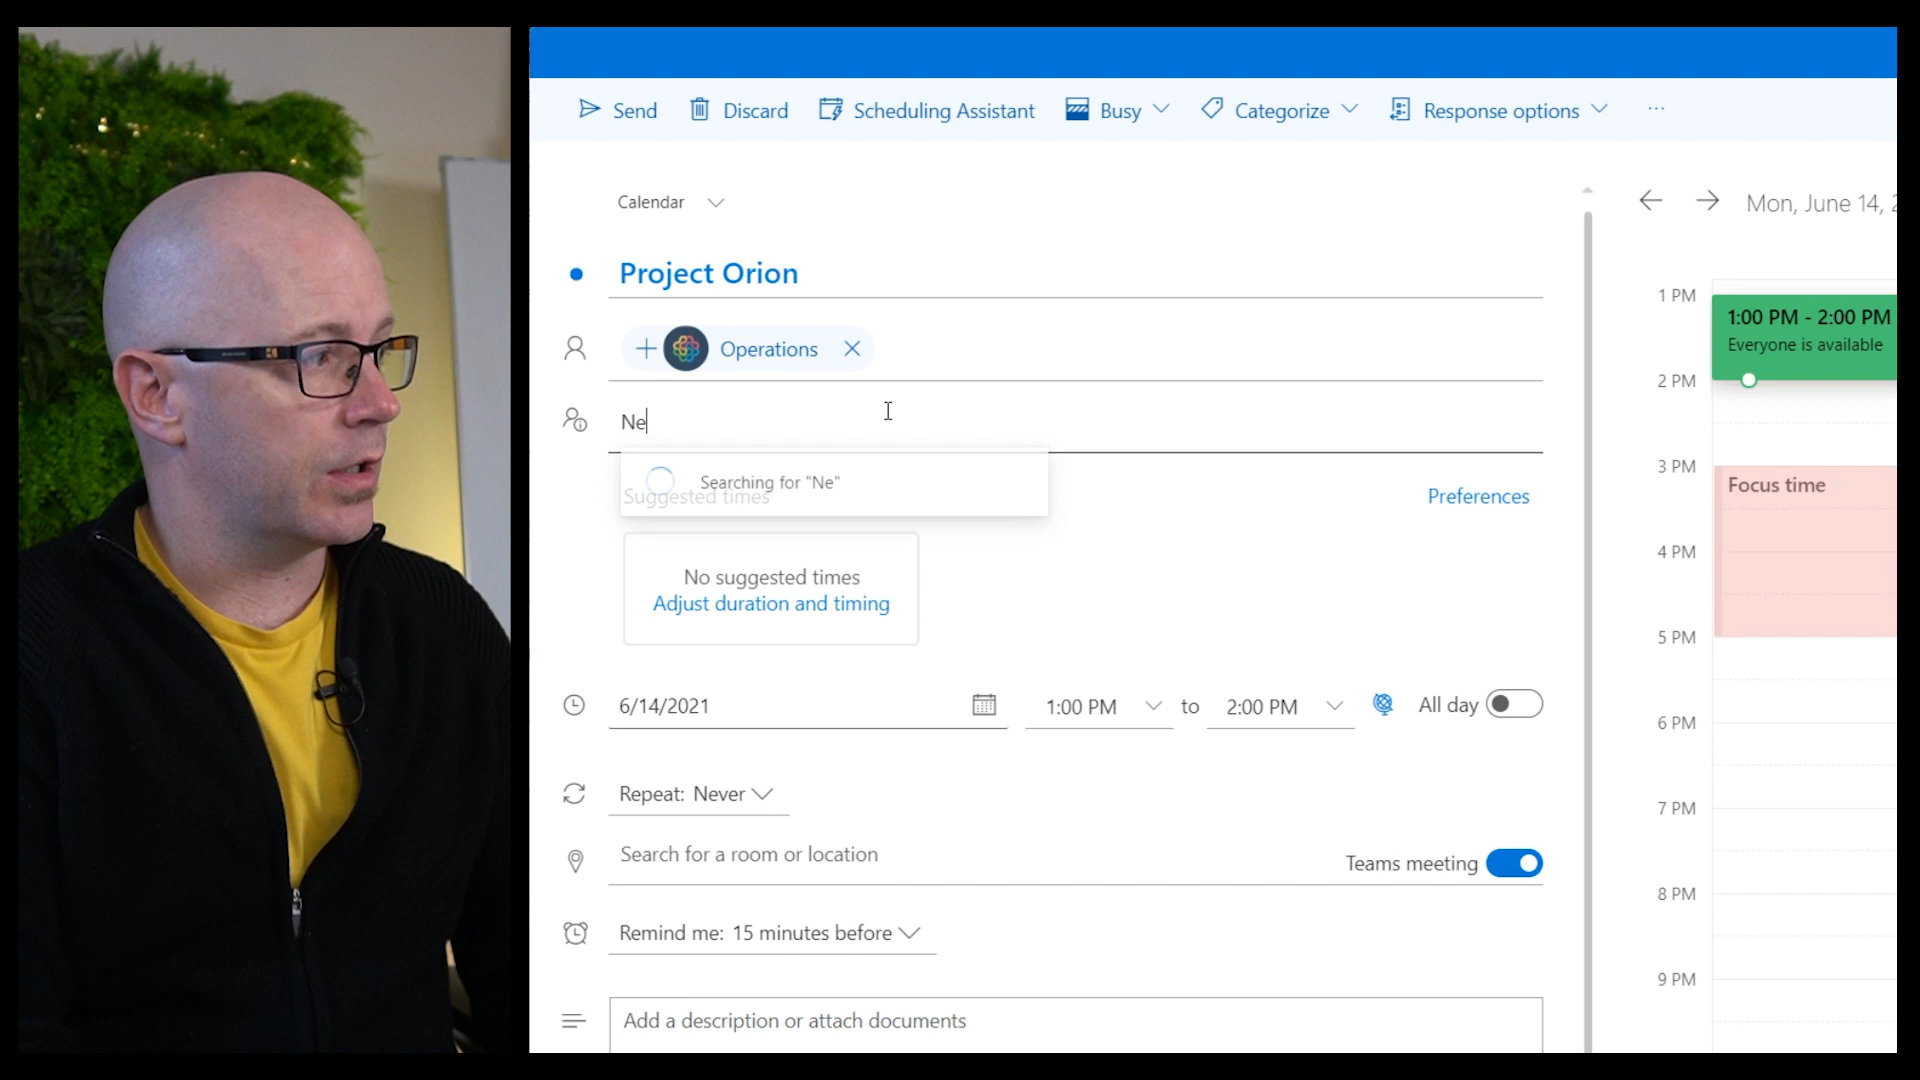 Send Discard Scheduling Assistant Busy Categorize Response options ...
Calendar
Mon, June 14,
Project Orion
Operations
Ne
Searching for "Ne"
Suggested times
Preferences
No suggested times
Adjust duration and timing
6/14/2021 1:00 PM to 2:00 PM All day
Repeat: Never
Search for a room or location
Teams meeting
Remind me: 15 minutes before
Add a description or attach documents
1 PM
1:00 PM - 2:00 PM
Everyone is available
2 PM
3 PM
Focus time
4 PM
5 PM
6 PM
7 PM
8 PM
9 PM